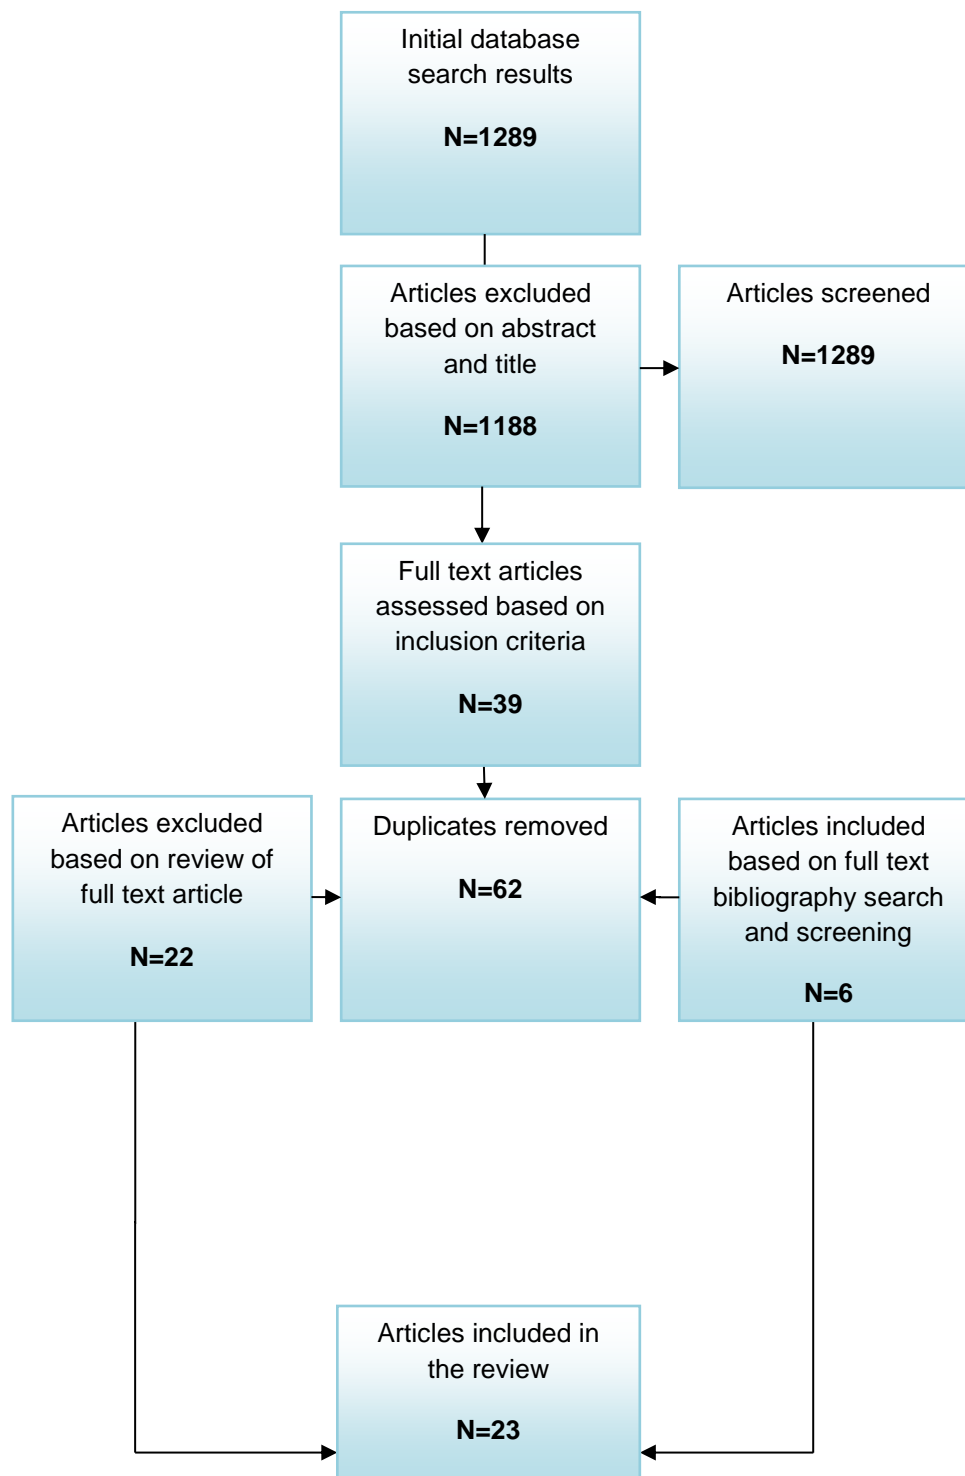 Initial database
search results
N=1289
Articles excluded
based on abstract
and title
N=1188
Articles screened
N=1289
Full text articles
assessed based on
inclusion criteria
N=39
Articles excluded
based on review of
full text article
N=22
Duplicates removed
N=62
Articles included
based on full text
bibliography search
and screening
N=6
Articles included in
the review
N=23